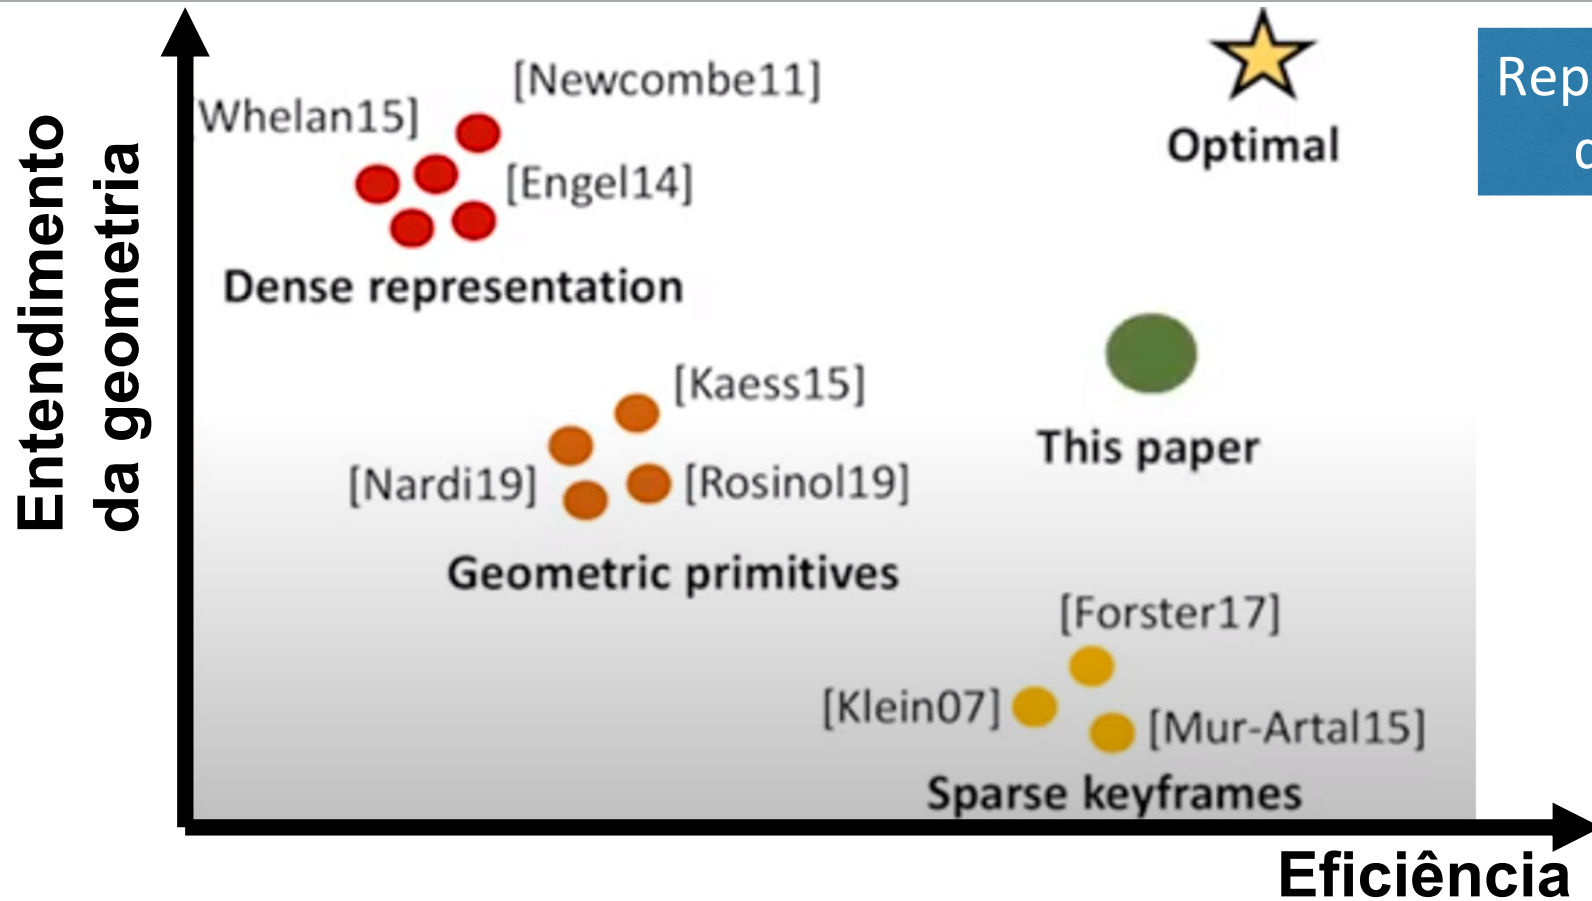 Entendimento
da geometria
[Newcombe11]
Whelan15]
[Engel14]
Dense representation
Optimal
[Kaess15]
[Nardi19]
[Rosinol19]
Geometric primitives
This paper
[Forster17]
[Klein07]
[Mur-Artal15]
Sparse keyframes
Eficiência